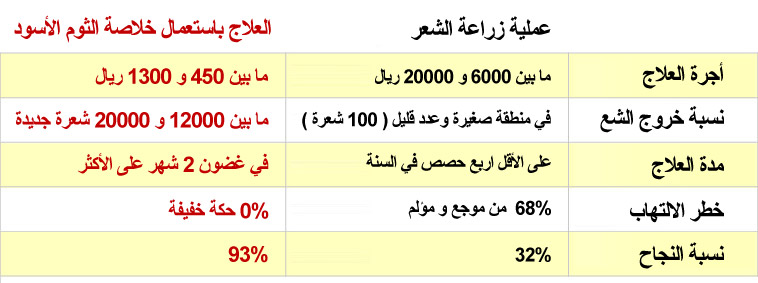 عملية زراعة الشعر العلاج باستعمال خلاصة الثوم الأسود
أجرة العلاج ما بين 6000 و 20000 ريال ما بين 450 و 1300 ريال
نسبة خروج الشع في منطقة صغيرة وعدد قليل ( 100 شعرة ) ما بين 12000 و 20000 شعرة جديدة
مدة العلاج على الأقل اربع حصص في السنة في غضون 2 شهر على الأكثر
خطر الالتهاب 68% من موجع و مؤلم 0% حكة خفيفة
نسبة النجاح 32% 93%